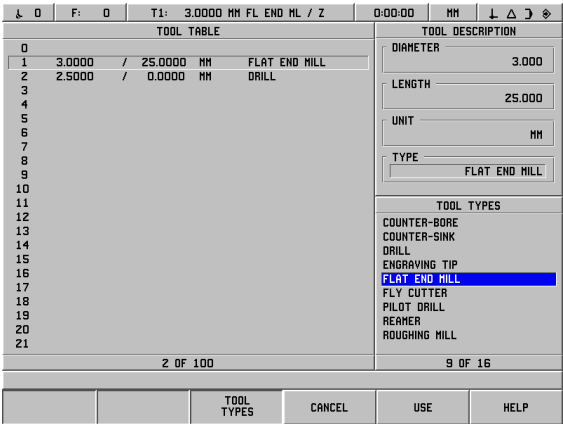 0 F: 0 T1: 3.0000 MM FL END ML / Z 0:00:00 MM
TOOL TABLE
0
1 3.0000 / 25.0000 MM FLAT END MILL
2 2.5000 / 0.0000 MM DRILL
3
4
5
6
7
8
9
10
11
12
13
14
15
16
17
18
19
20
21
2 OF 100
TOOL DESCRIPTION
DIAMETER
3.000
LENGTH
25.000
UNIT
MM
TYPE
FLAT END MILL
TOOL TYPES
COUNTER-BORE
COUNTER-SINK
DRILL
ENGRAVING TIP
FLAT END MILL
FLY CUTTER
PILOT DRILL
REAMER
ROUGHING MILL
9 OF 16
TOOL
TYPES
CANCEL
USE
HELP